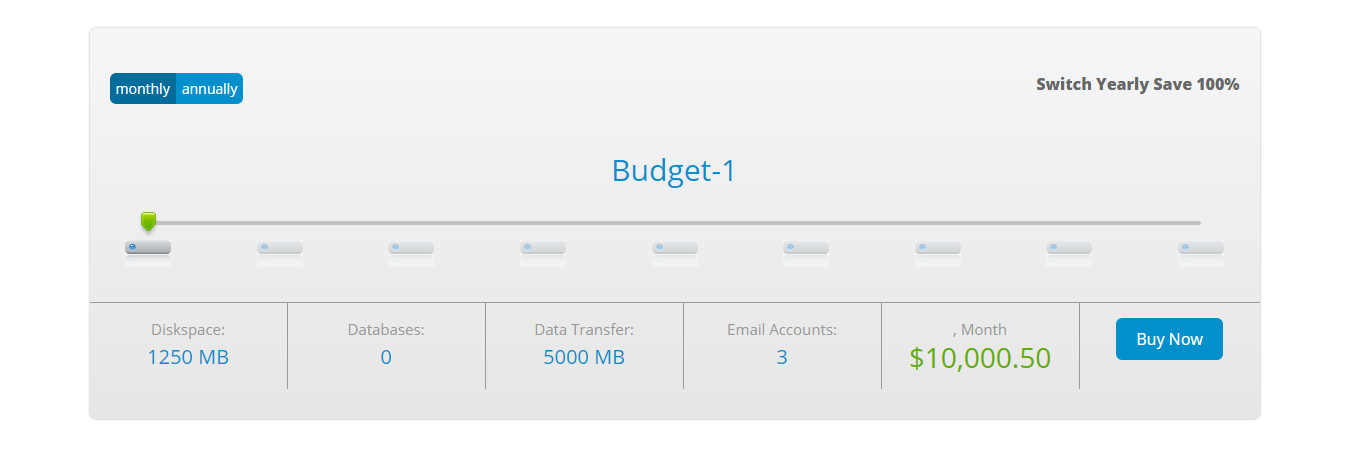 monthly annually
Switch Yearly Save 100%
Budget-1
Diskspace:
1250 MB
Databases:
0
Data Transfer:
5000 MB
Email Accounts:
3
, Month
$10,000.50
Buy Now